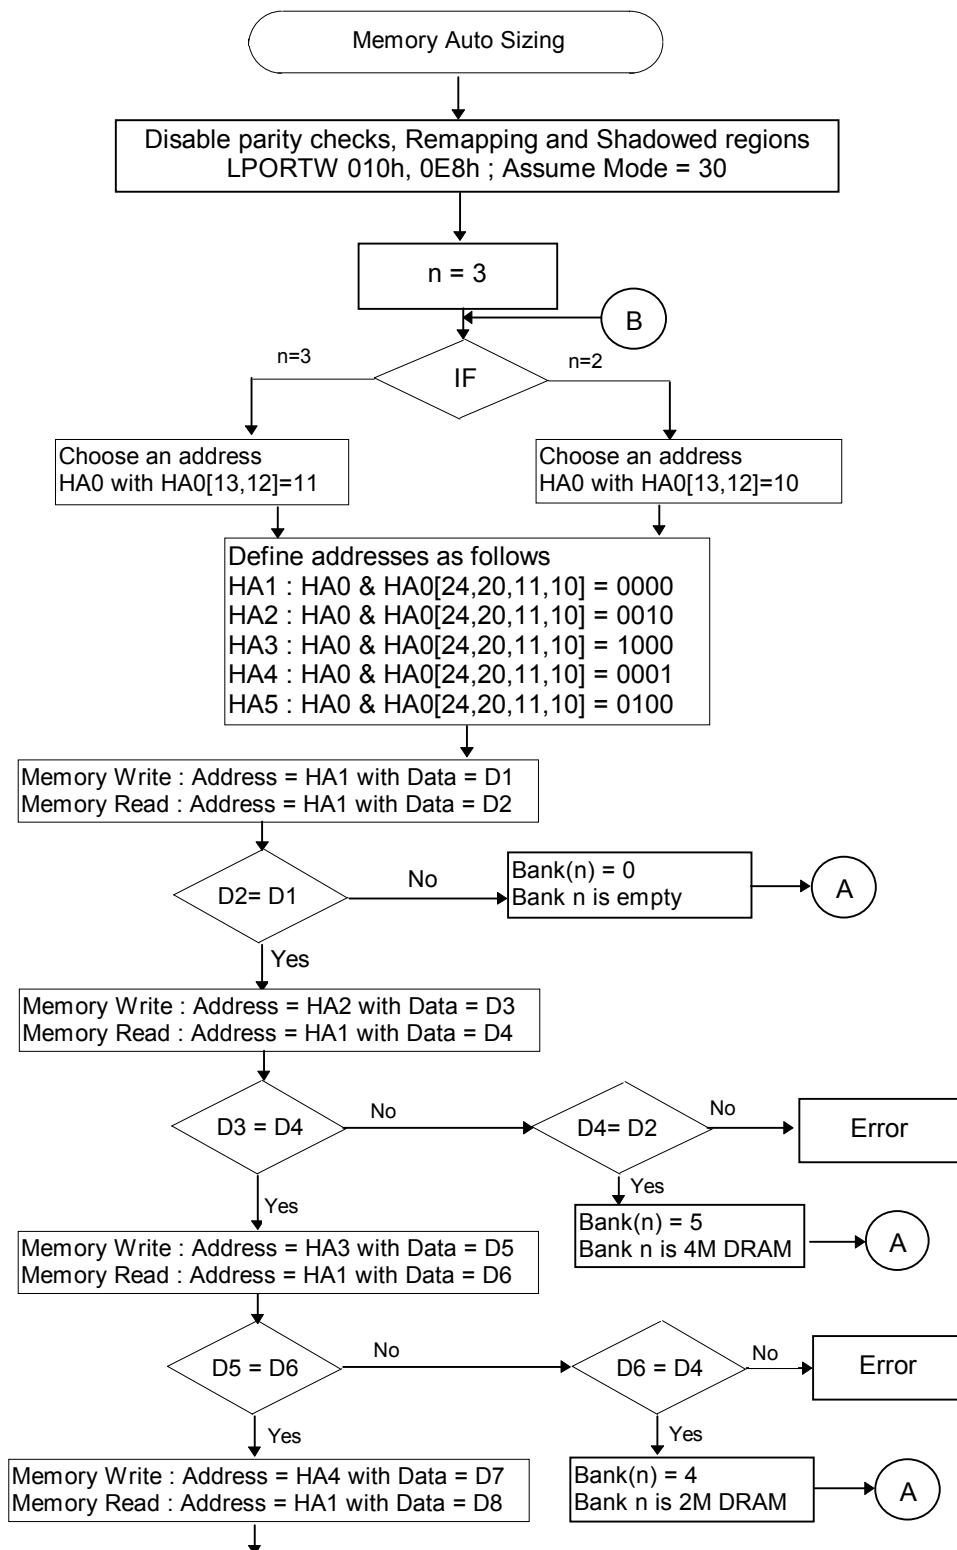 Memory Auto Sizing
Disable parity checks, Remapping and Shadowed regions
LPORTW 010h, 0E8h ; Assume Mode = 30
n = 3
B
n=3
IF
n=2
Choose an address
HA0 with HA0[13,12]=11
Choose an address
HA0 with HA0[13,12]=10
Define addresses as follows
HA1 : HA0 & HA0[24,20,11,10] = 0000
HA2 : HA0 & HA0[24,20,11,10] = 0010
HA3 : HA0 & HA0[24,20,11,10] = 1000
HA4 : HA0 & HA0[24,20,11,10] = 0001
HA5 : HA0 & HA0[24,20,11,10] = 0100
Memory Write : Address = HA1 with Data = D1
Memory Read : Address = HA1 with Data = D2
D2= D1
No
Bank(n) = 0
Bank n is empty
A
Yes
Memory Write : Address = HA2 with Data = D3
Memory Read : Address = HA1 with Data = D4
D3 = D4
No
D4= D2
No
Error
Yes
Yes
Bank(n) = 5
Bank n is 4M DRAM
A
Memory Write : Address = HA3 with Data = D5
Memory Read : Address = HA1 with Data = D6
D5 = D6
No
D6 = D4
No
Error
Yes
Yes
Memory Write : Address = HA4 with Data = D7
Memory Read : Address = HA1 with Data = D8
Bank(n) = 4
Bank n is 2M DRAM
A